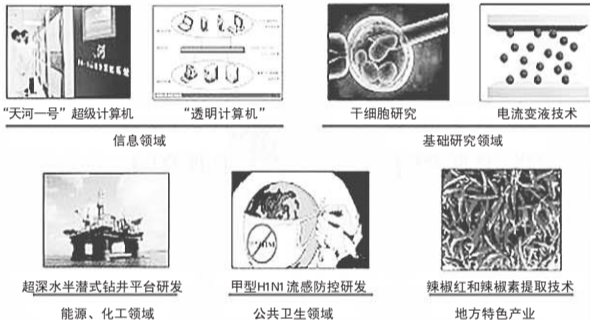 “天河一号”超级计算机
“透明计算机”
干细胞研究
电流变液技术
信息领域
基础研究领域
超深水半潜式钻井平台研发
甲型H1N1流感防控研发
辣椒红和辣椒素提取技术
能源、化工领域
公共卫生领域
地方特色产业